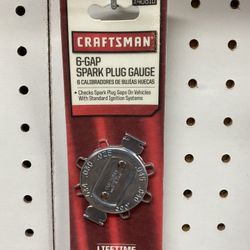 CRAFTSMAN
6-GAP
SPARK PLUG GAUGE
6 CALIBRADORES DE BUJÍAS HUECAS
• Checks Spark Plug Gaps On Vehicles
With Standard Ignition Systems
LIFETIME